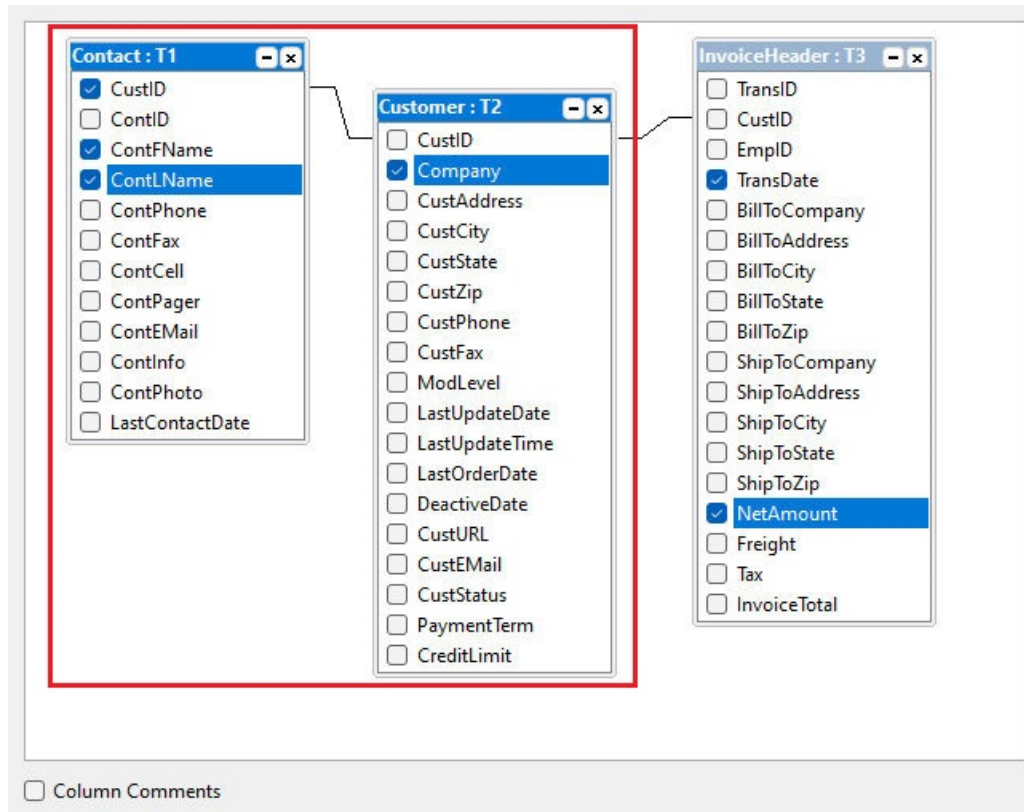 Contact : T1
CustID
ContID
ContFName
ContLName
ContPhone
ContFax
ContCell
ContPager
ContEMail
ContInfo
ContPhoto
LastContactDate
Customer : T2
CustID
Company
CustAddress
CustCity
CustState
CustZip
CustPhone
CustFax
ModLevel
LastUpdateDate
LastUpdateTime
LastOrderDate
DeactiveDate
CustURL
CustEMail
CustStatus
PaymentTerm
CreditLimit
InvoiceHeader : T3
TransID
CustID
EmpID
TransDate
BillToCompany
BillToAddress
BillToCity
BillToState
BillToZip
ShipToCompany
ShipToAddress
ShipToCity
ShipToState
ShipToZip
NetAmount
Freight
Tax
InvoiceTotal
Column Comments